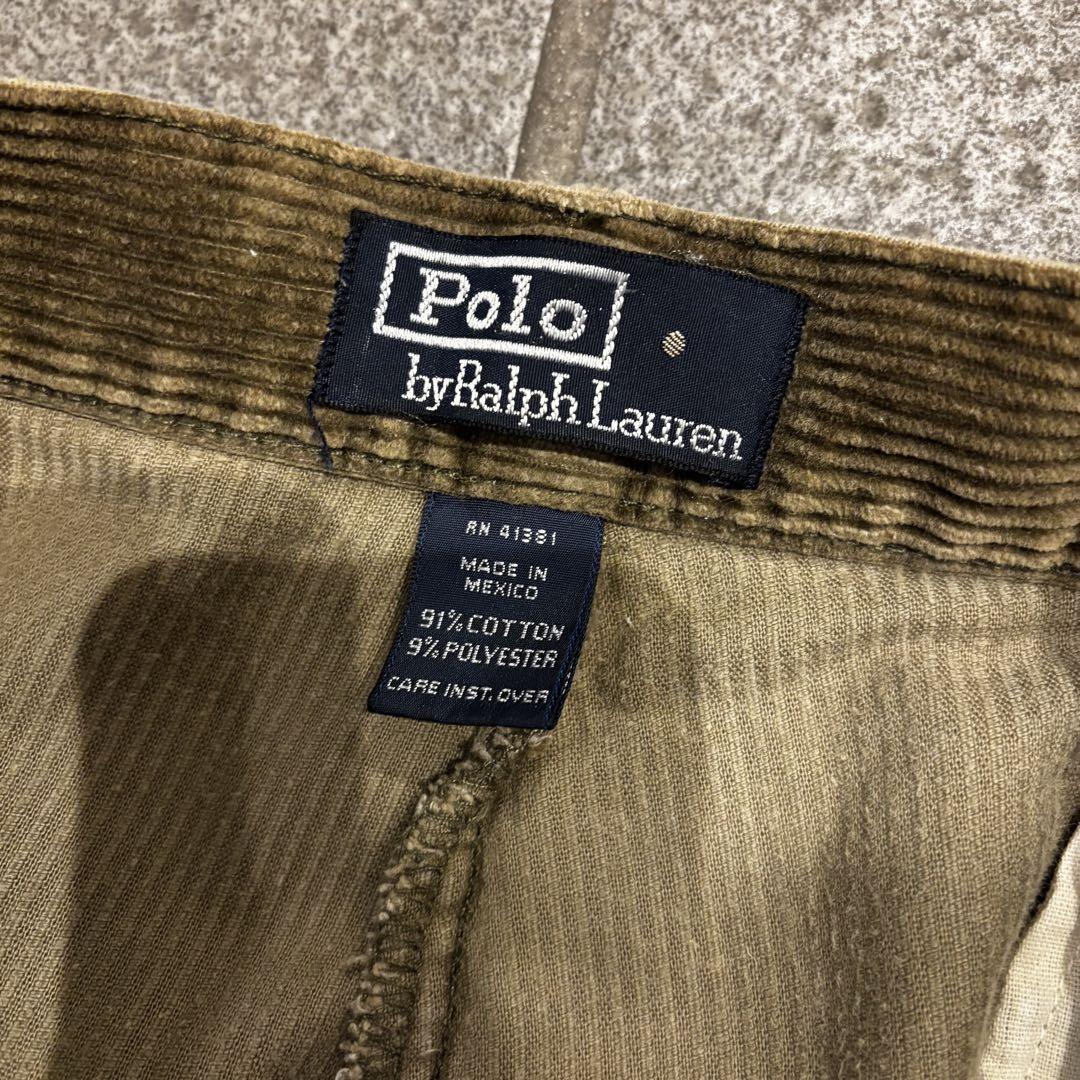 Polo
by Ralph Lauren
RN 41381
MADE IN
MEXICO
91% COTTON
9% POLYESTER
CARE INST. OVER